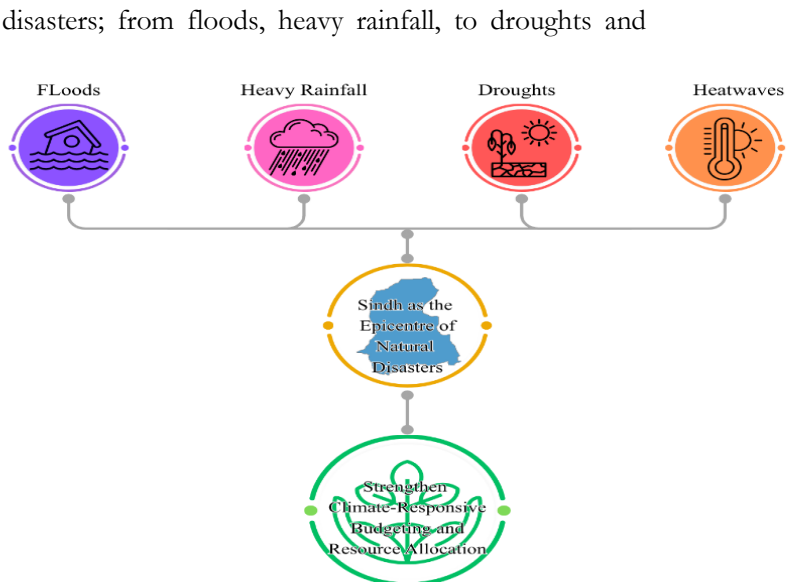 disasters; from floods, heavy rainfall, to droughts and
FLoods
Heavy Rainfall
Droughts
Heatwaves
Sindh as the
Epicentre of
Natural
Disasters
Strengthen
Climate-Responsive
Budgeting and
Resource Allocation